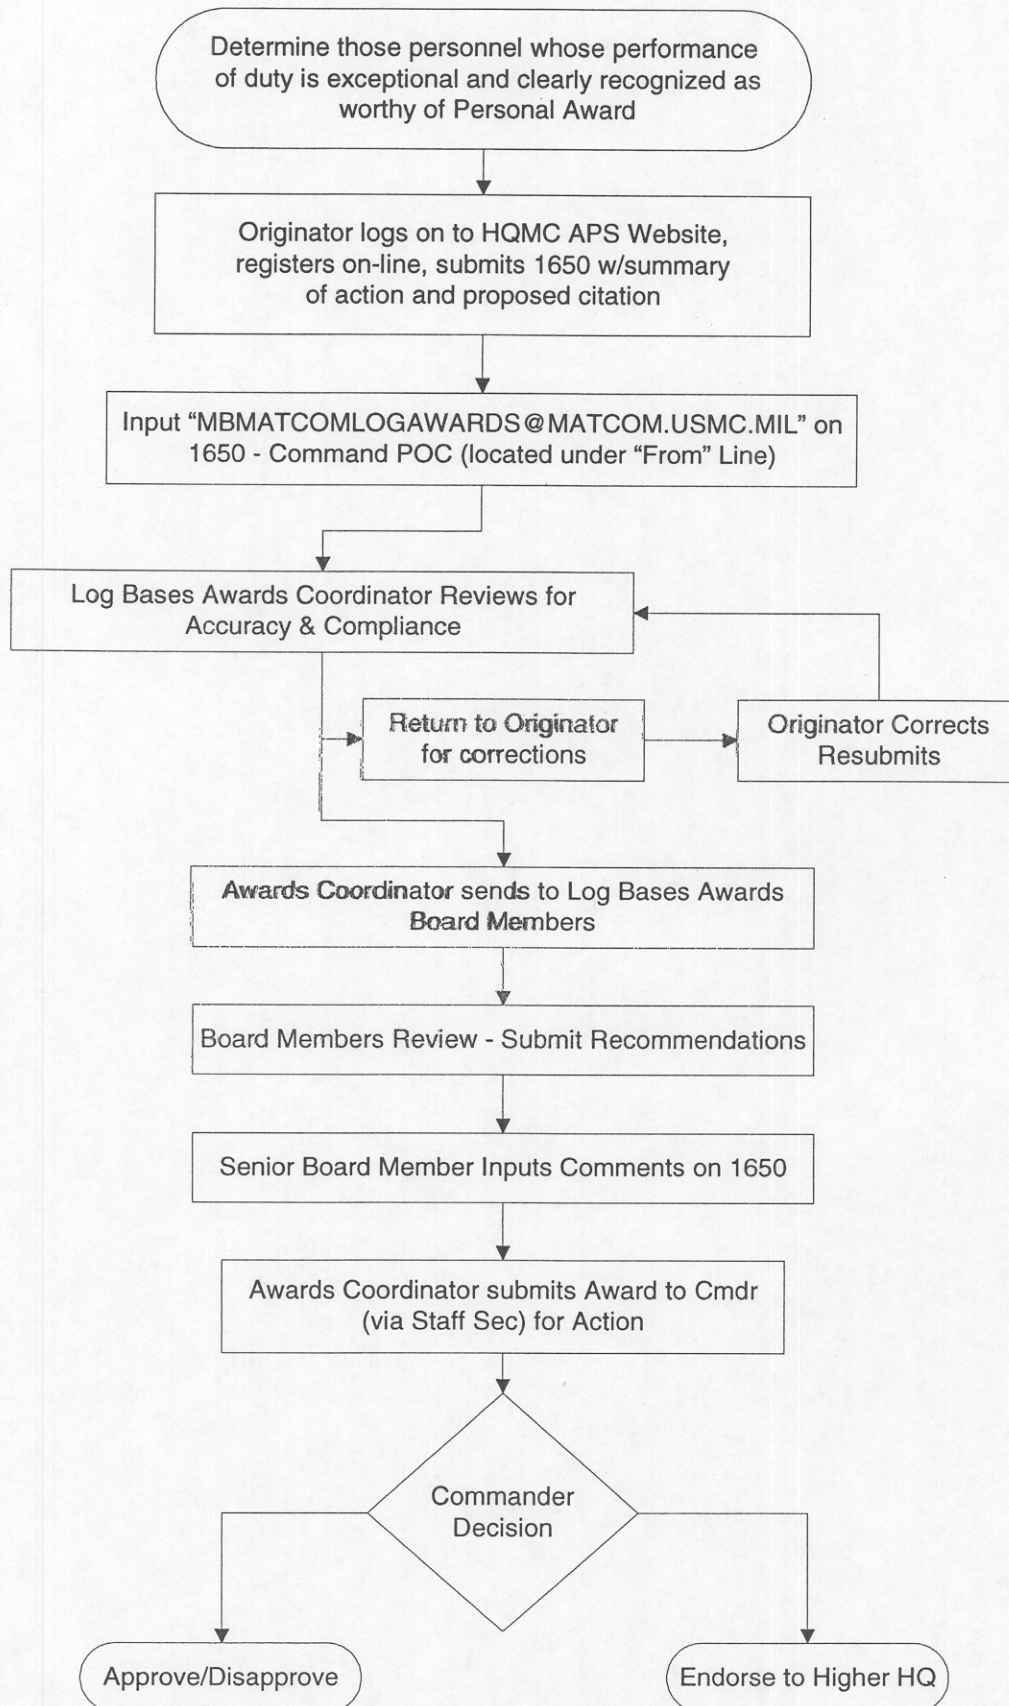 Determine those personnel whose performance
of duty is exceptional and clearly recognized as
worthy of Personal Award
Originator logs on to HQMC APS Website,
registers on-line, submits 1650 w/summary
of action and proposed citation
Input “MBMATCOMLOGAWARDS@MATCOM.USMC.MIL” on
1650 - Command POC (located under “From” Line)
Log Bases Awards Coordinator Reviews for
Accuracy & Compliance
Return to Originator
for corrections
Originator Corrects
Resubmits
Awards Coordinator sends to Log Bases Awards
Board Members
Board Members Review - Submit Recommendations
Senior Board Member Inputs Comments on 1650
Awards Coordinator submits Award to Cmdr
(via Staff Sec) for Action
Commander
Decision
Approve/Disapprove
Endorse to Higher HQ